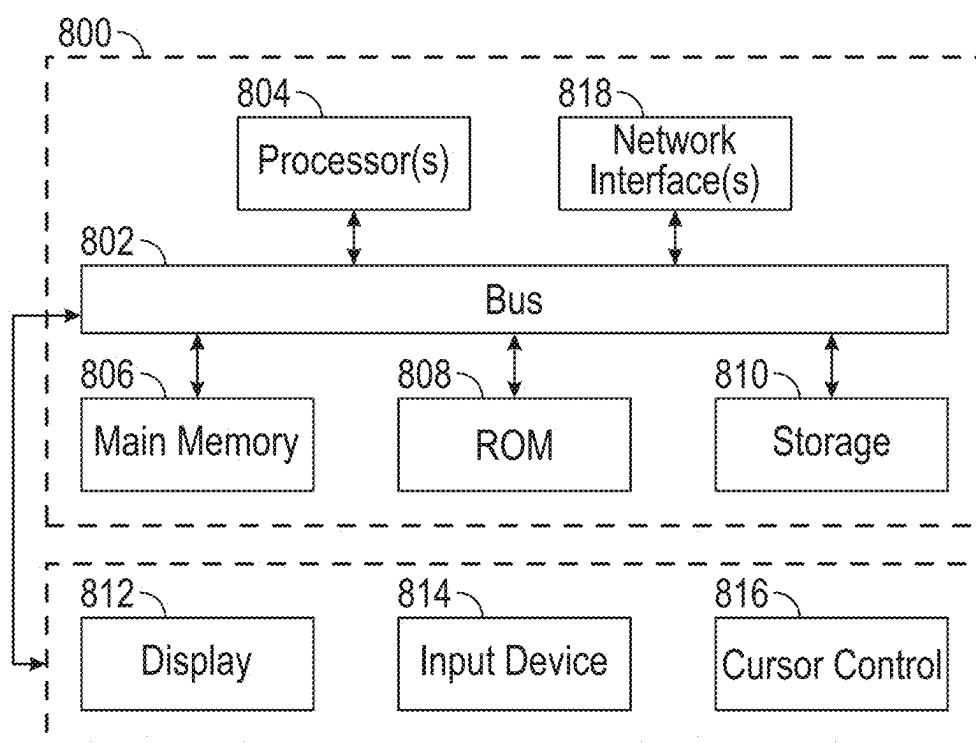 800
804
818
Processor(s)
Network
Interface(s)
802
Bus
806
808
810
Main Memory
ROM
Storage
812
814
816
Display
Input Device
Cursor Control